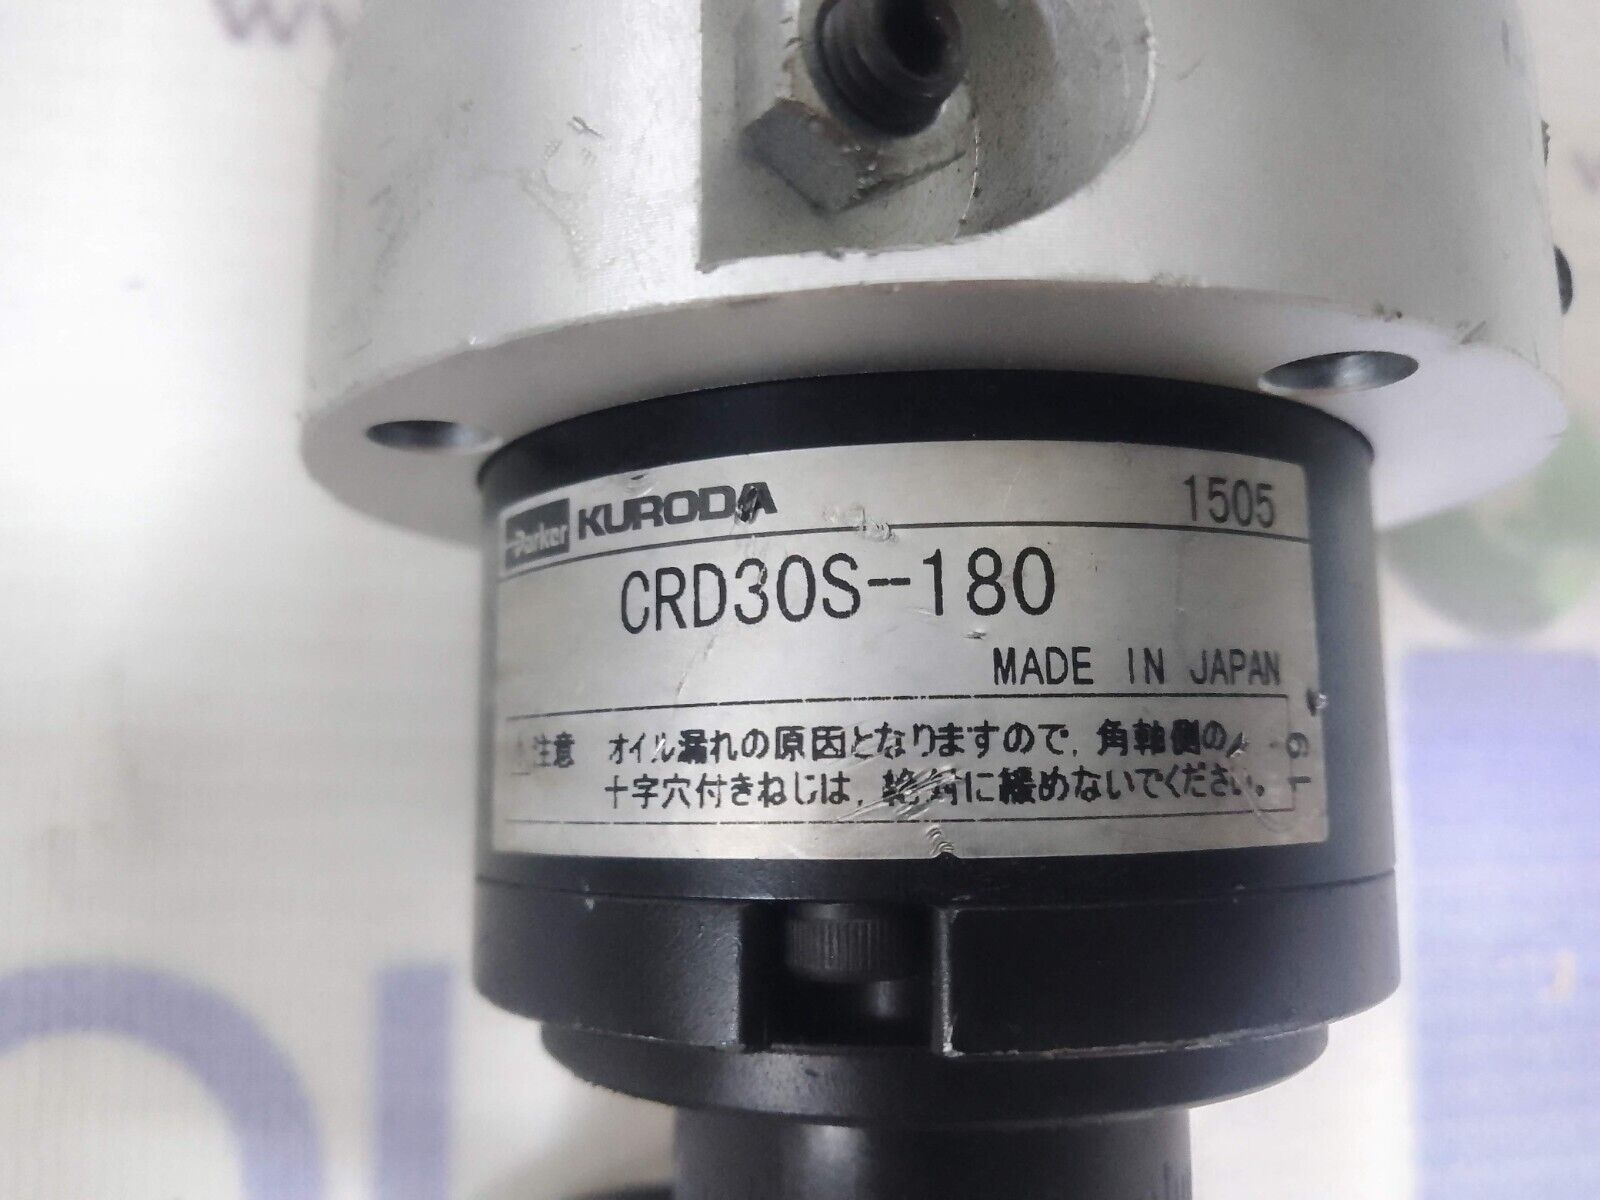 Parker KURODA 1505
CRD30S-180
MADE IN JAPAN
注意 オイル漏れの原因となりますので, 角軸側の
十字穴付きねじは, 絶対に緩めないでください。